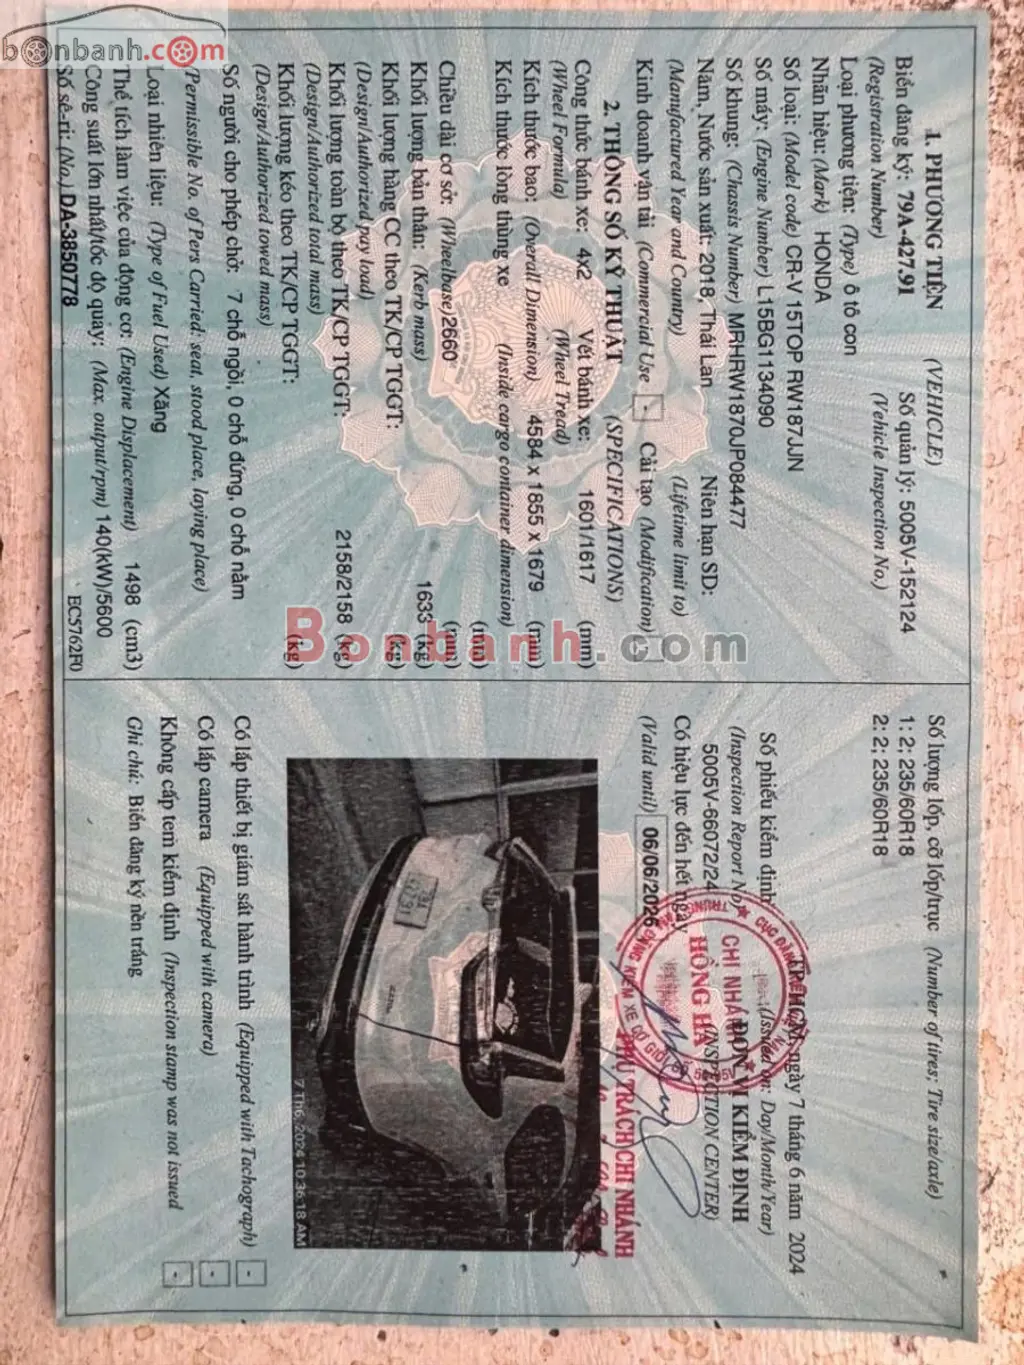 bonbanh.com
1. PHƯƠNG TIỆN (VEHICLE)
Biển đăng ký: 79A-427.91 Số quản lý: 5005V-152124
(Registration Number) (Vehicle Inspection No.)
Loại phương tiện: (Type) ô tô con
Nhãn hiệu: (Mark) HONDA
Số loại: (Model code) CR-V 15TOP RW187JJN
Số máy: (Engine Number) L15BG1134090
Số khung: (Chassis Number) MRHRW1870JP084477
Năm, Nước sản xuất: 2018, Thái Lan Niên hạn SD:
(Manufactured Year and Country) (Lifetime limit to)
Kinh doanh vận tải (Commercial Use) - Cải tạo (Modification)
2. THÔNG SỐ KỸ THUẬT (SPECIFICATIONS)
Công thức bánh xe: 4x2 Vết bánh xe: 1601/1617 (mm)
(Wheel Formula) (Wheel Tread)
Kích thước bao: (Overall Dimension) 4584 x 1855 x 1679 (mm)
Kích thước lòng thùng xe (Inside cargo container dimension)
(mm)
Chiều dài cơ sở: (Wheelbase) 2660 (mm)
Khối lượng bản thân: (Kerb mass) 1633 (kg)
Khối lượng hàng CC theo TK/CP TGGT: (kg)
(Design/Authorized pay load)
Khối lượng toàn bộ theo TK/CP TGGT: 2158/2158 (kg)
(Design/Authorized total mass)
Khối lượng kéo theo TK/CP TGGT: (kg)
(Design/Authorized towed mass)
Số người cho phép chở: 7 chỗ ngồi, 0 chỗ đứng, 0 chỗ nằm
(Permissible No. of Pers Carried: seat, stood place, laying place)
Loại nhiên liệu: (Type of Fuel Used) Xăng
Thể tích làm việc của động cơ: (Engine Displacement) 1498 (cm3)
Công suất lớn nhất/tốc độ quay: (Max. output/rpm) 140(kW)/5600
Số sê-ri: (No.) DA-3850778 EC5762F0
Số lượng lốp, cỡ lốp/trục (Number of tires; Tire size/axle)
1: 2; 235/60R18
2: 2; 235/60R18
Số phiếu kiểm định
(Inspection Report No)
5005V-66072/24
Có hiệu lực đến hết ngày
(Valid until) 06/06/2026
TP.HCM, ngày 7 tháng 6 năm 2024
(Issued on: Day/Month/Year)
ĐƠN VỊ KIỂM ĐỊNH
(INSPECTION CENTER)
CHI NHÁNH
HỒNG HÀ
PHỤ TRÁCH CHI NHÁNH
7 Th6, 2024 10:36:18 AM
Có lắp thiết bị giám sát hành trình (Equipped with Tachograph) -
Có lắp camera (Equipped with camera) -
Không cấp tem kiểm định (Inspection stamp was not issued -
Ghi chú: Biển đăng ký nền trắng
Bonbanh.com